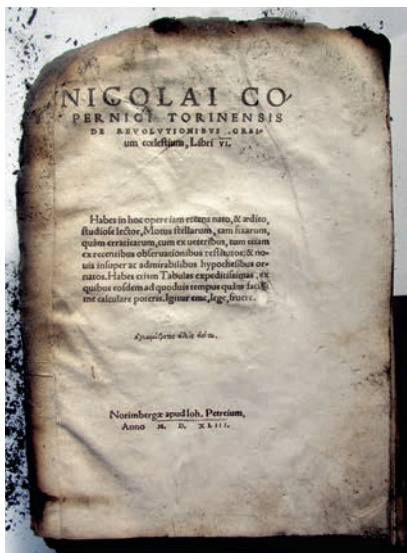 NICOLAI CO-
PERNICI TORINENSIS
DE REVOLVTIONIBVS ORBI-
um cœlestium, Libri VI.
Habes in hoc opere iam recens nato, & ædito,
studiose lector, Motus stellarum, tam fixarum,
quàm erraticarum, cum ex ueteribus, tum etiam
ex recentibus obseruationibus restitutos: & no-
uis insuper ac admirabilibus hypothesibus or-
natos. Habes etiam Tabulas expeditissimas, ex
quibus eosdem ad quoduis tempus quàm facilli
me calculare poteris. Igitur eme, lege, fruere.
Norimbergæ apud Ioh. Petreium,
Anno M. D. XLIII.